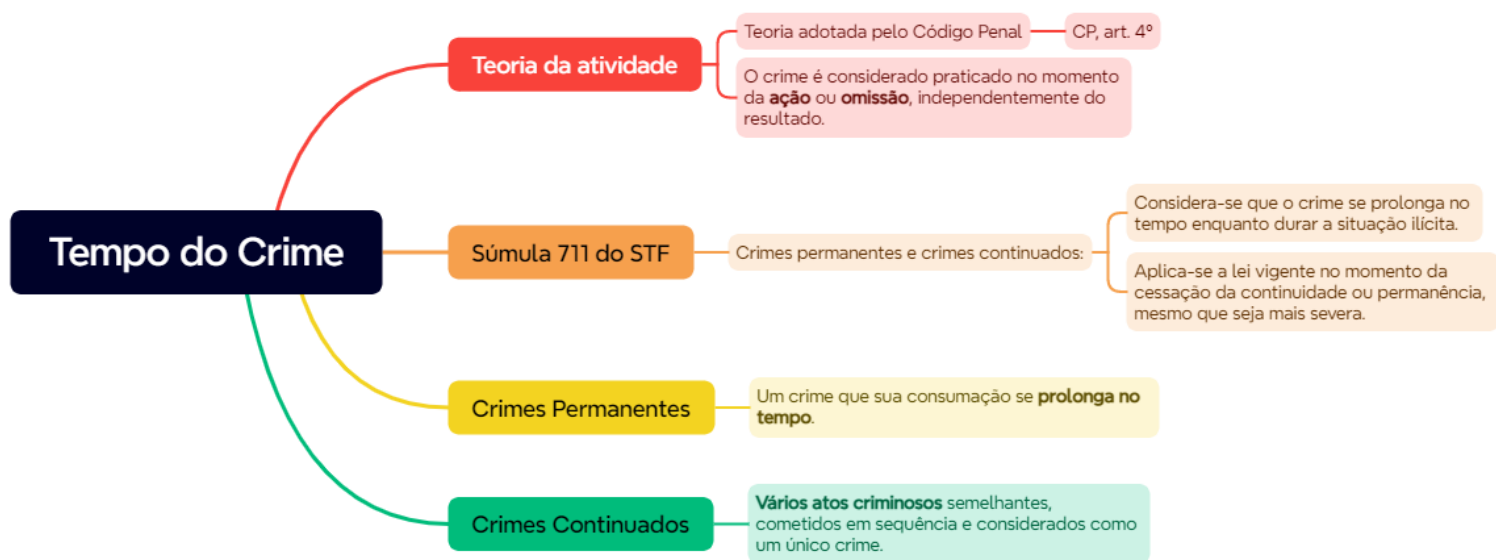 Tempo do Crime
Teoria da atividade
Teoria adotada pelo Código Penal
CP, art. 4º
O crime é considerado praticado no momento
da ação ou omissão, independentemente do
resultado.
Súmula 711 do STF
Crimes permanentes e crimes continuados:
Considera-se que o crime se prolonga no
tempo enquanto durar a situação ilícita.
Aplica-se a lei vigente no momento da
cessação da continuidade ou permanência,
mesmo que seja mais severa.
Crimes Permanentes
Um crime que sua consumação se prolonga no
tempo.
Crimes Continuados
Vários atos criminosos semelhantes,
cometidos em sequência e considerados como
um único crime.